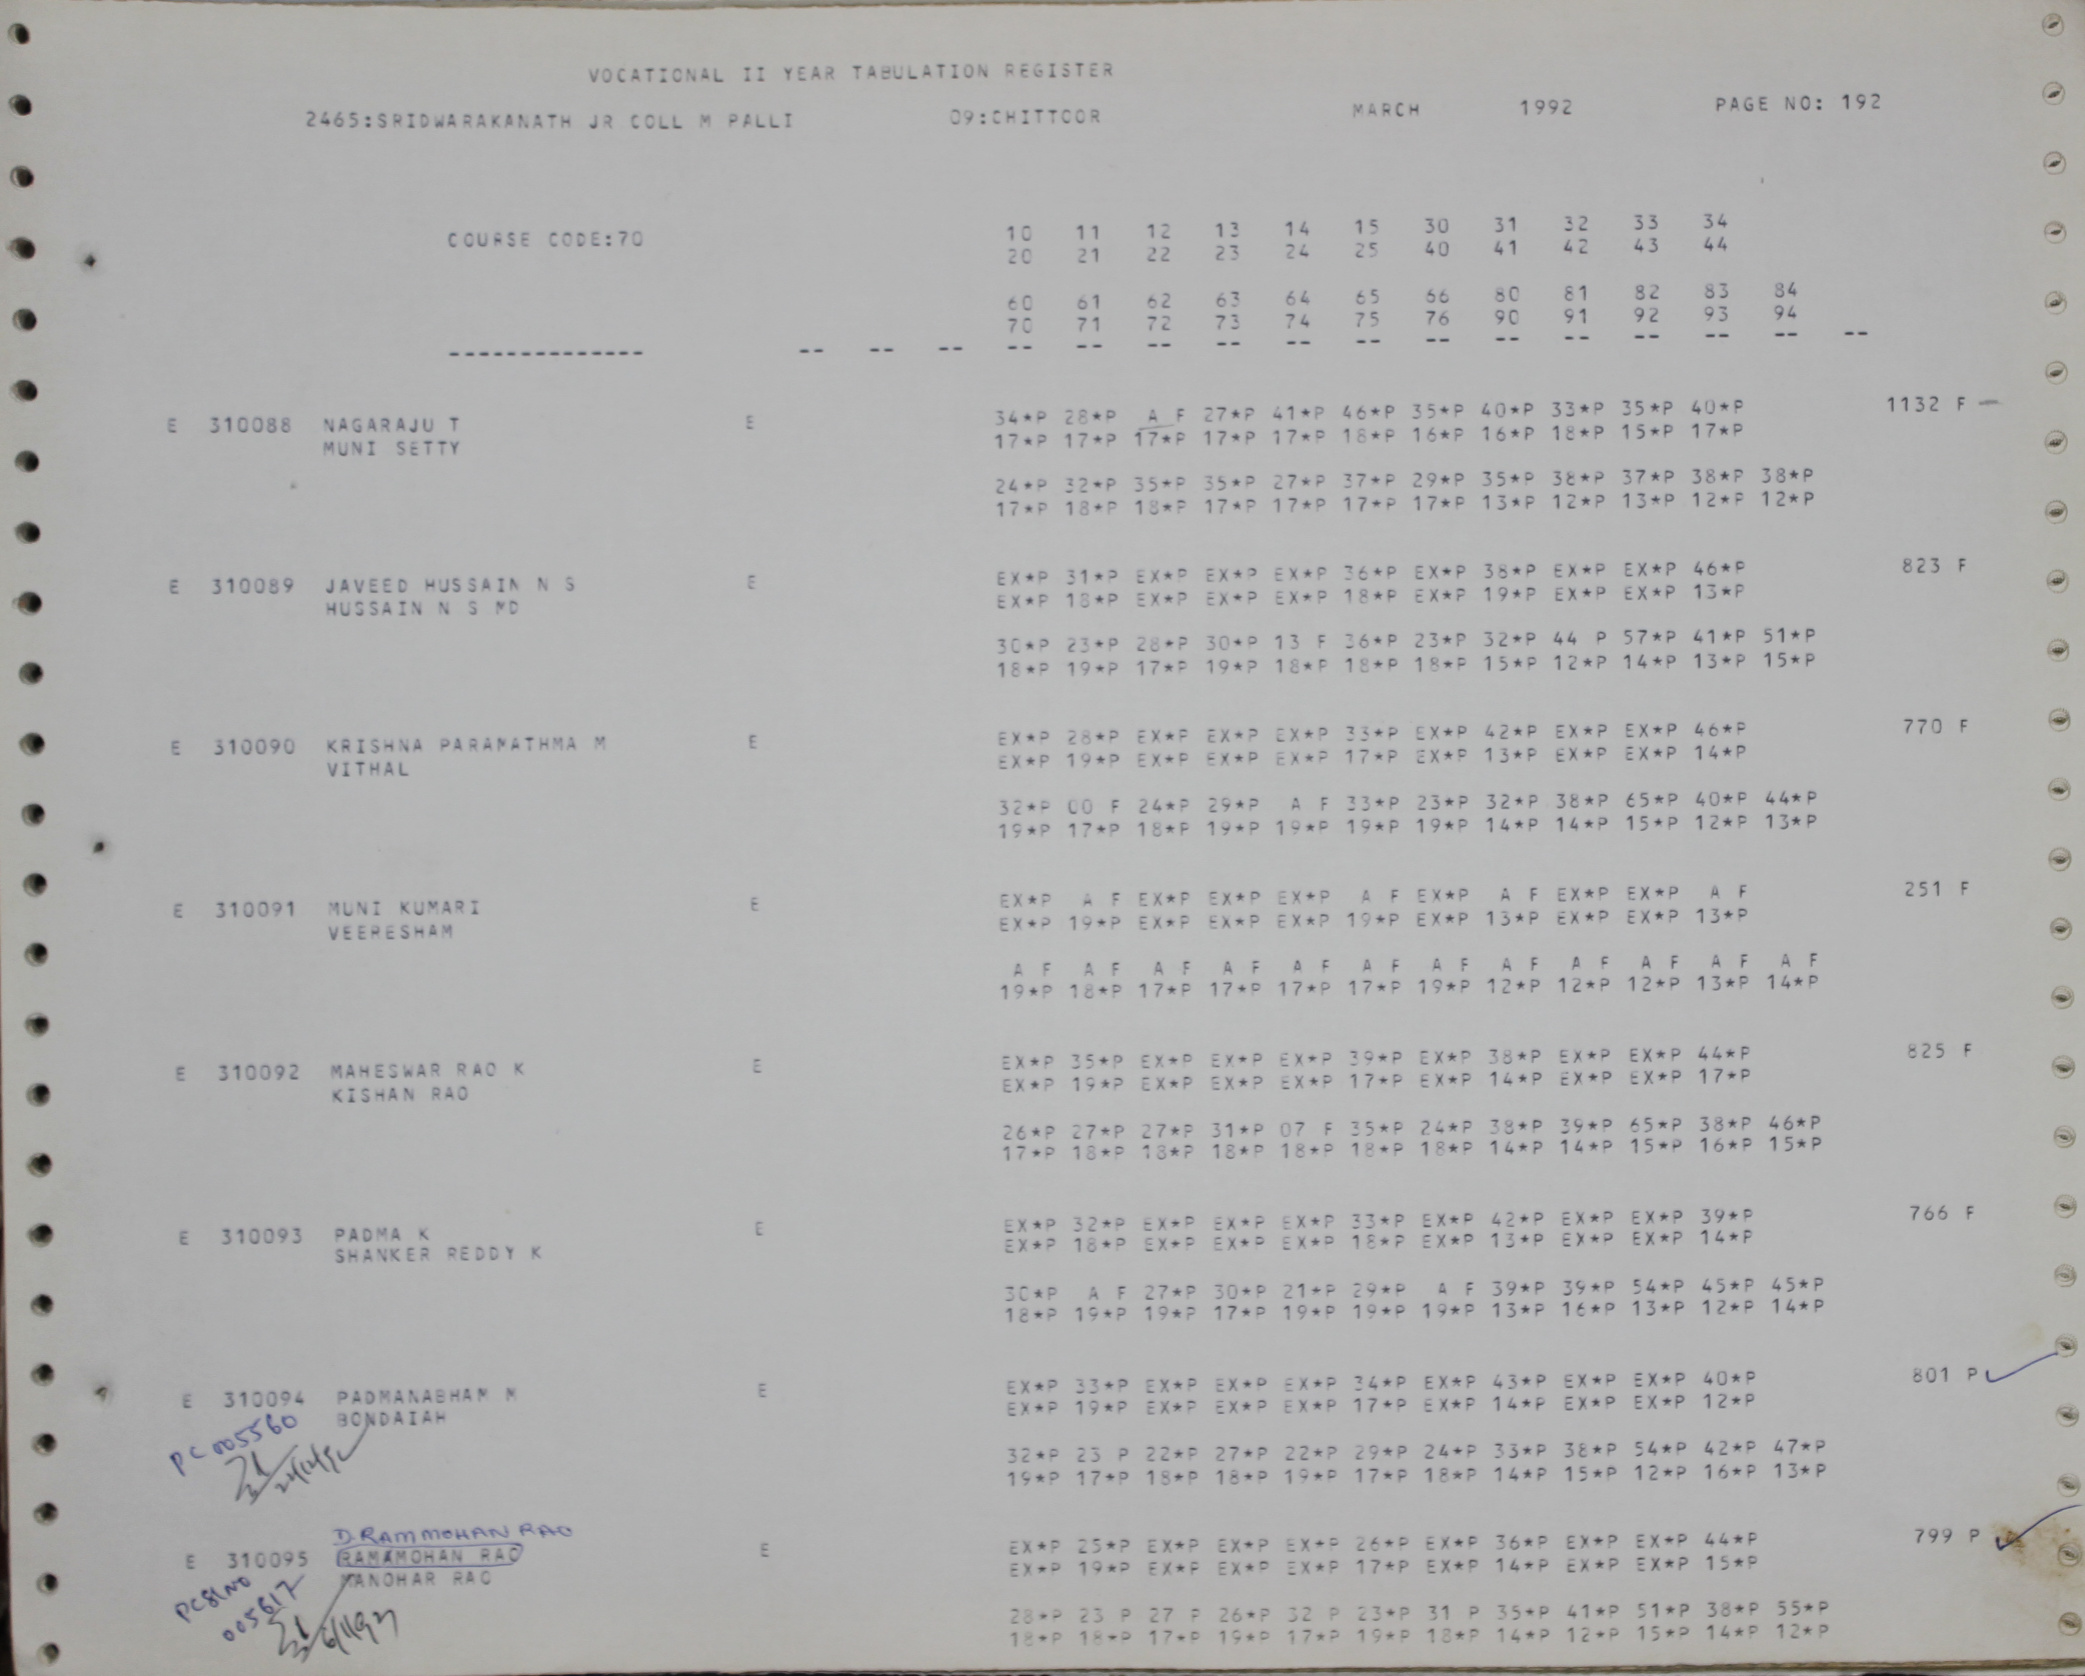 VOCATIONAL II YEAR TABULATION REGISTER
2465:SRIDWARAKANATH JR COLL M PALLI 09:CHITTOOR MARCH 1992 PAGE NO: 192
COURSE CODE:70 10 11 12 13 14 15 30 31 32 33 34
20 21 22 23 24 25 40 41 42 43 44
60 61 62 63 64 65 66 80 81 82 83 84
70 71 72 73 74 75 76 90 91 92 93 94
-------------- -- -- -- -- -- -- -- -- -- -- -- -- -- -- -- --
E 310088 NAGARAJU T E 34*P 28*P A F 27*P 41*P 46*P 35*P 40*P 33*P 35*P 40*P 1132 F
MUNI SETTY 17*P 17*P 17*P 17*P 17*P 18*P 16*P 16*P 18*P 15*P 17*P
24*P 32*P 35*P 35*P 27*P 37*P 29*P 35*P 38*P 37*P 38*P 38*P
17*P 18*P 18*P 17*P 17*P 17*P 17*P 13*P 12*P 13*P 12*P 12*P
E 310089 JAVEED HUSSAIN N S E EX*P 31*P EX*P EX*P EX*P 36*P EX*P 38*P EX*P EX*P 46*P 823 F
HUSSAIN N S MD EX*P 18*P EX*P EX*P EX*P 18*P EX*P 19*P EX*P EX*P 13*P
30*P 23*P 28*P 30*P 13 F 36*P 23*P 32*P 44 P 57*P 41*P 51*P
18*P 19*P 17*P 19*P 18*P 18*P 18*P 15*P 12*P 14*P 13*P 15*P
E 310090 KRISHNA PARAMATHMA M E EX*P 28*P EX*P EX*P EX*P 33*P EX*P 42*P EX*P EX*P 46*P 770 F
VITHAL EX*P 19*P EX*P EX*P EX*P 17*P EX*P 13*P EX*P EX*P 14*P
32*P 00 F 24*P 29*P A F 33*P 23*P 32*P 38*P 65*P 40*P 44*P
19*P 17*P 18*P 19*P 19*P 19*P 19*P 14*P 14*P 15*P 12*P 13*P
E 310091 MUNI KUMARI E EX*P A F EX*P EX*P EX*P A F EX*P A F EX*P EX*P A F 251 F
VEERESHAM EX*P 19*P EX*P EX*P EX*P 19*P EX*P 13*P EX*P EX*P 13*P
A F A F A F A F A F A F A F A F A F A F A F A F
19*P 18*P 17*P 17*P 17*P 17*P 19*P 12*P 12*P 12*P 13*P 14*P
E 310092 MAHESWAR RAO K E EX*P 35*P EX*P EX*P EX*P 39*P EX*P 38*P EX*P EX*P 44*P 825 F
KISHAN RAO EX*P 19*P EX*P EX*P EX*P 17*P EX*P 14*P EX*P EX*P 17*P
26*P 27*P 27*P 31*P 07 F 35*P 24*P 38*P 39*P 65*P 38*P 46*P
17*P 18*P 18*P 18*P 18*P 18*P 18*P 14*P 14*P 15*P 16*P 15*P
E 310093 PADMA K E EX*P 32*P EX*P EX*P EX*P 33*P EX*P 42*P EX*P EX*P 39*P 766 F
SHANKER REDDY K EX*P 18*P EX*P EX*P EX*P 18*P EX*P 13*P EX*P EX*P 14*P
30*P A F 27*P 30*P 21*P 29*P A F 39*P 39*P 54*P 45*P 45*P
18*P 19*P 19*P 17*P 19*P 19*P 19*P 13*P 16*P 13*P 12*P 14*P
E 310094 PADMANABHAM M E EX*P 33*P EX*P EX*P EX*P 34*P EX*P 43*P EX*P EX*P 40*P 801 P
BONDAIAH EX*P 19*P EX*P EX*P EX*P 17*P EX*P 14*P EX*P EX*P 12*P
PC 005560
32*P 23 P 22*P 27*P 22*P 29*P 24*P 33*P 38*P 54*P 42*P 47*P
19*P 17*P 18*P 18*P 19*P 17*P 18*P 14*P 15*P 12*P 16*P 13*P
D. RAMMOHAN RAO
E 310095 RAMAMOHAN RAO E EX*P 25*P EX*P EX*P EX*P 26*P EX*P 36*P EX*P EX*P 44*P 799 P
MANOHAR RAO EX*P 19*P EX*P EX*P EX*P 17*P EX*P 14*P EX*P EX*P 15*P
PC SlNo
005617
28*P 23 P 27 P 26*P 32 P 23*P 31 P 35*P 41*P 51*P 38*P 55*P
18*P 18*P 17*P 19*P 17*P 19*P 18*P 14*P 12*P 15*P 14*P 12*P